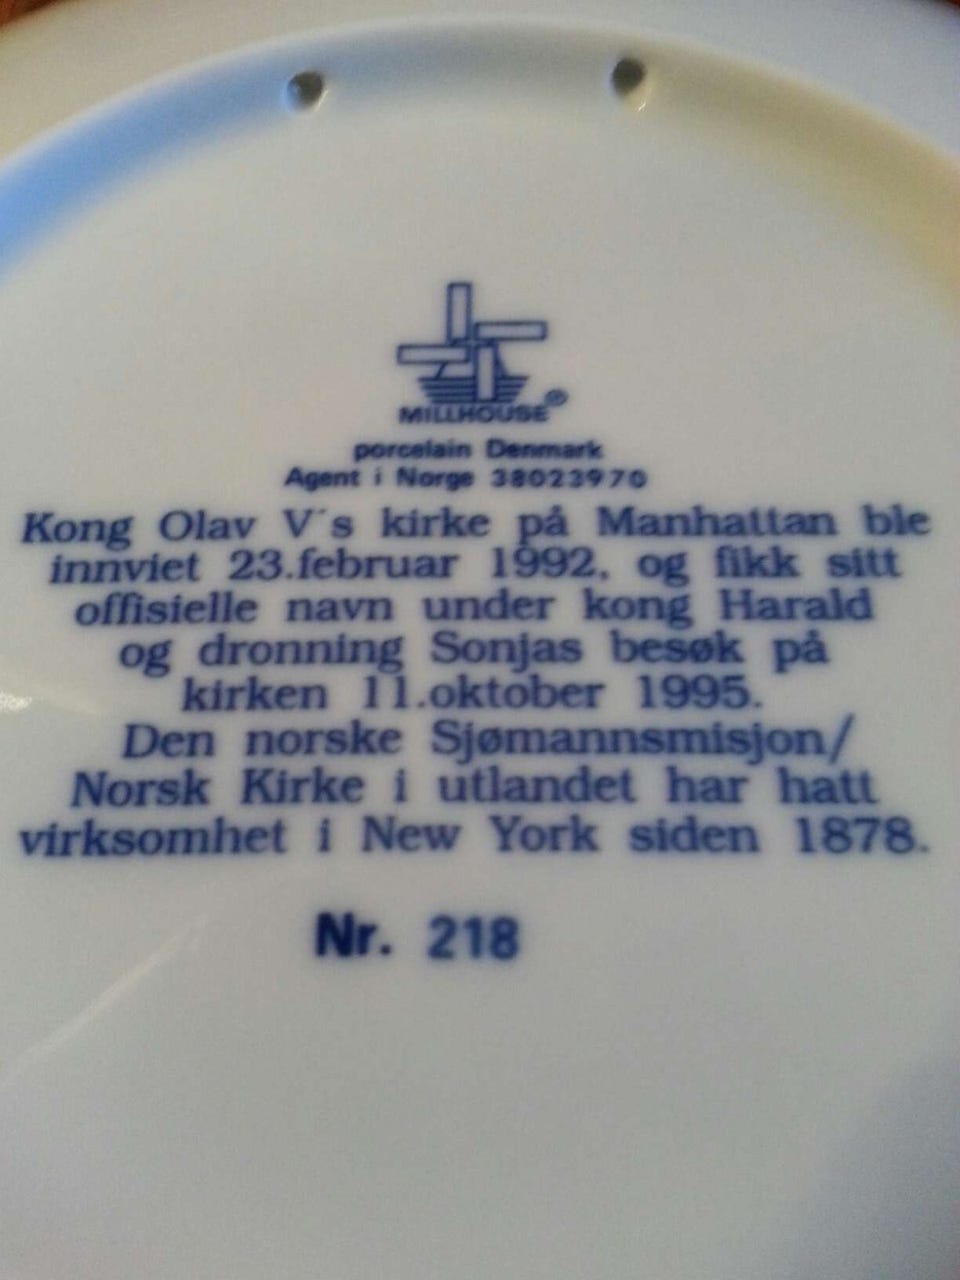 MILLHOUSE®
porcelain Denmark
Agent i Norge 38023970
Kong Olav V´s kirke på Manhattan ble
innviet 23.februar 1992, og fikk sitt
offisielle navn under kong Harald
og dronning Sonjas besøk på
kirken 11.oktober 1995.
Den norske Sjømannsmisjon/
Norsk Kirke i utlandet har hatt
virksomhet i New York siden 1878.
Nr. 218